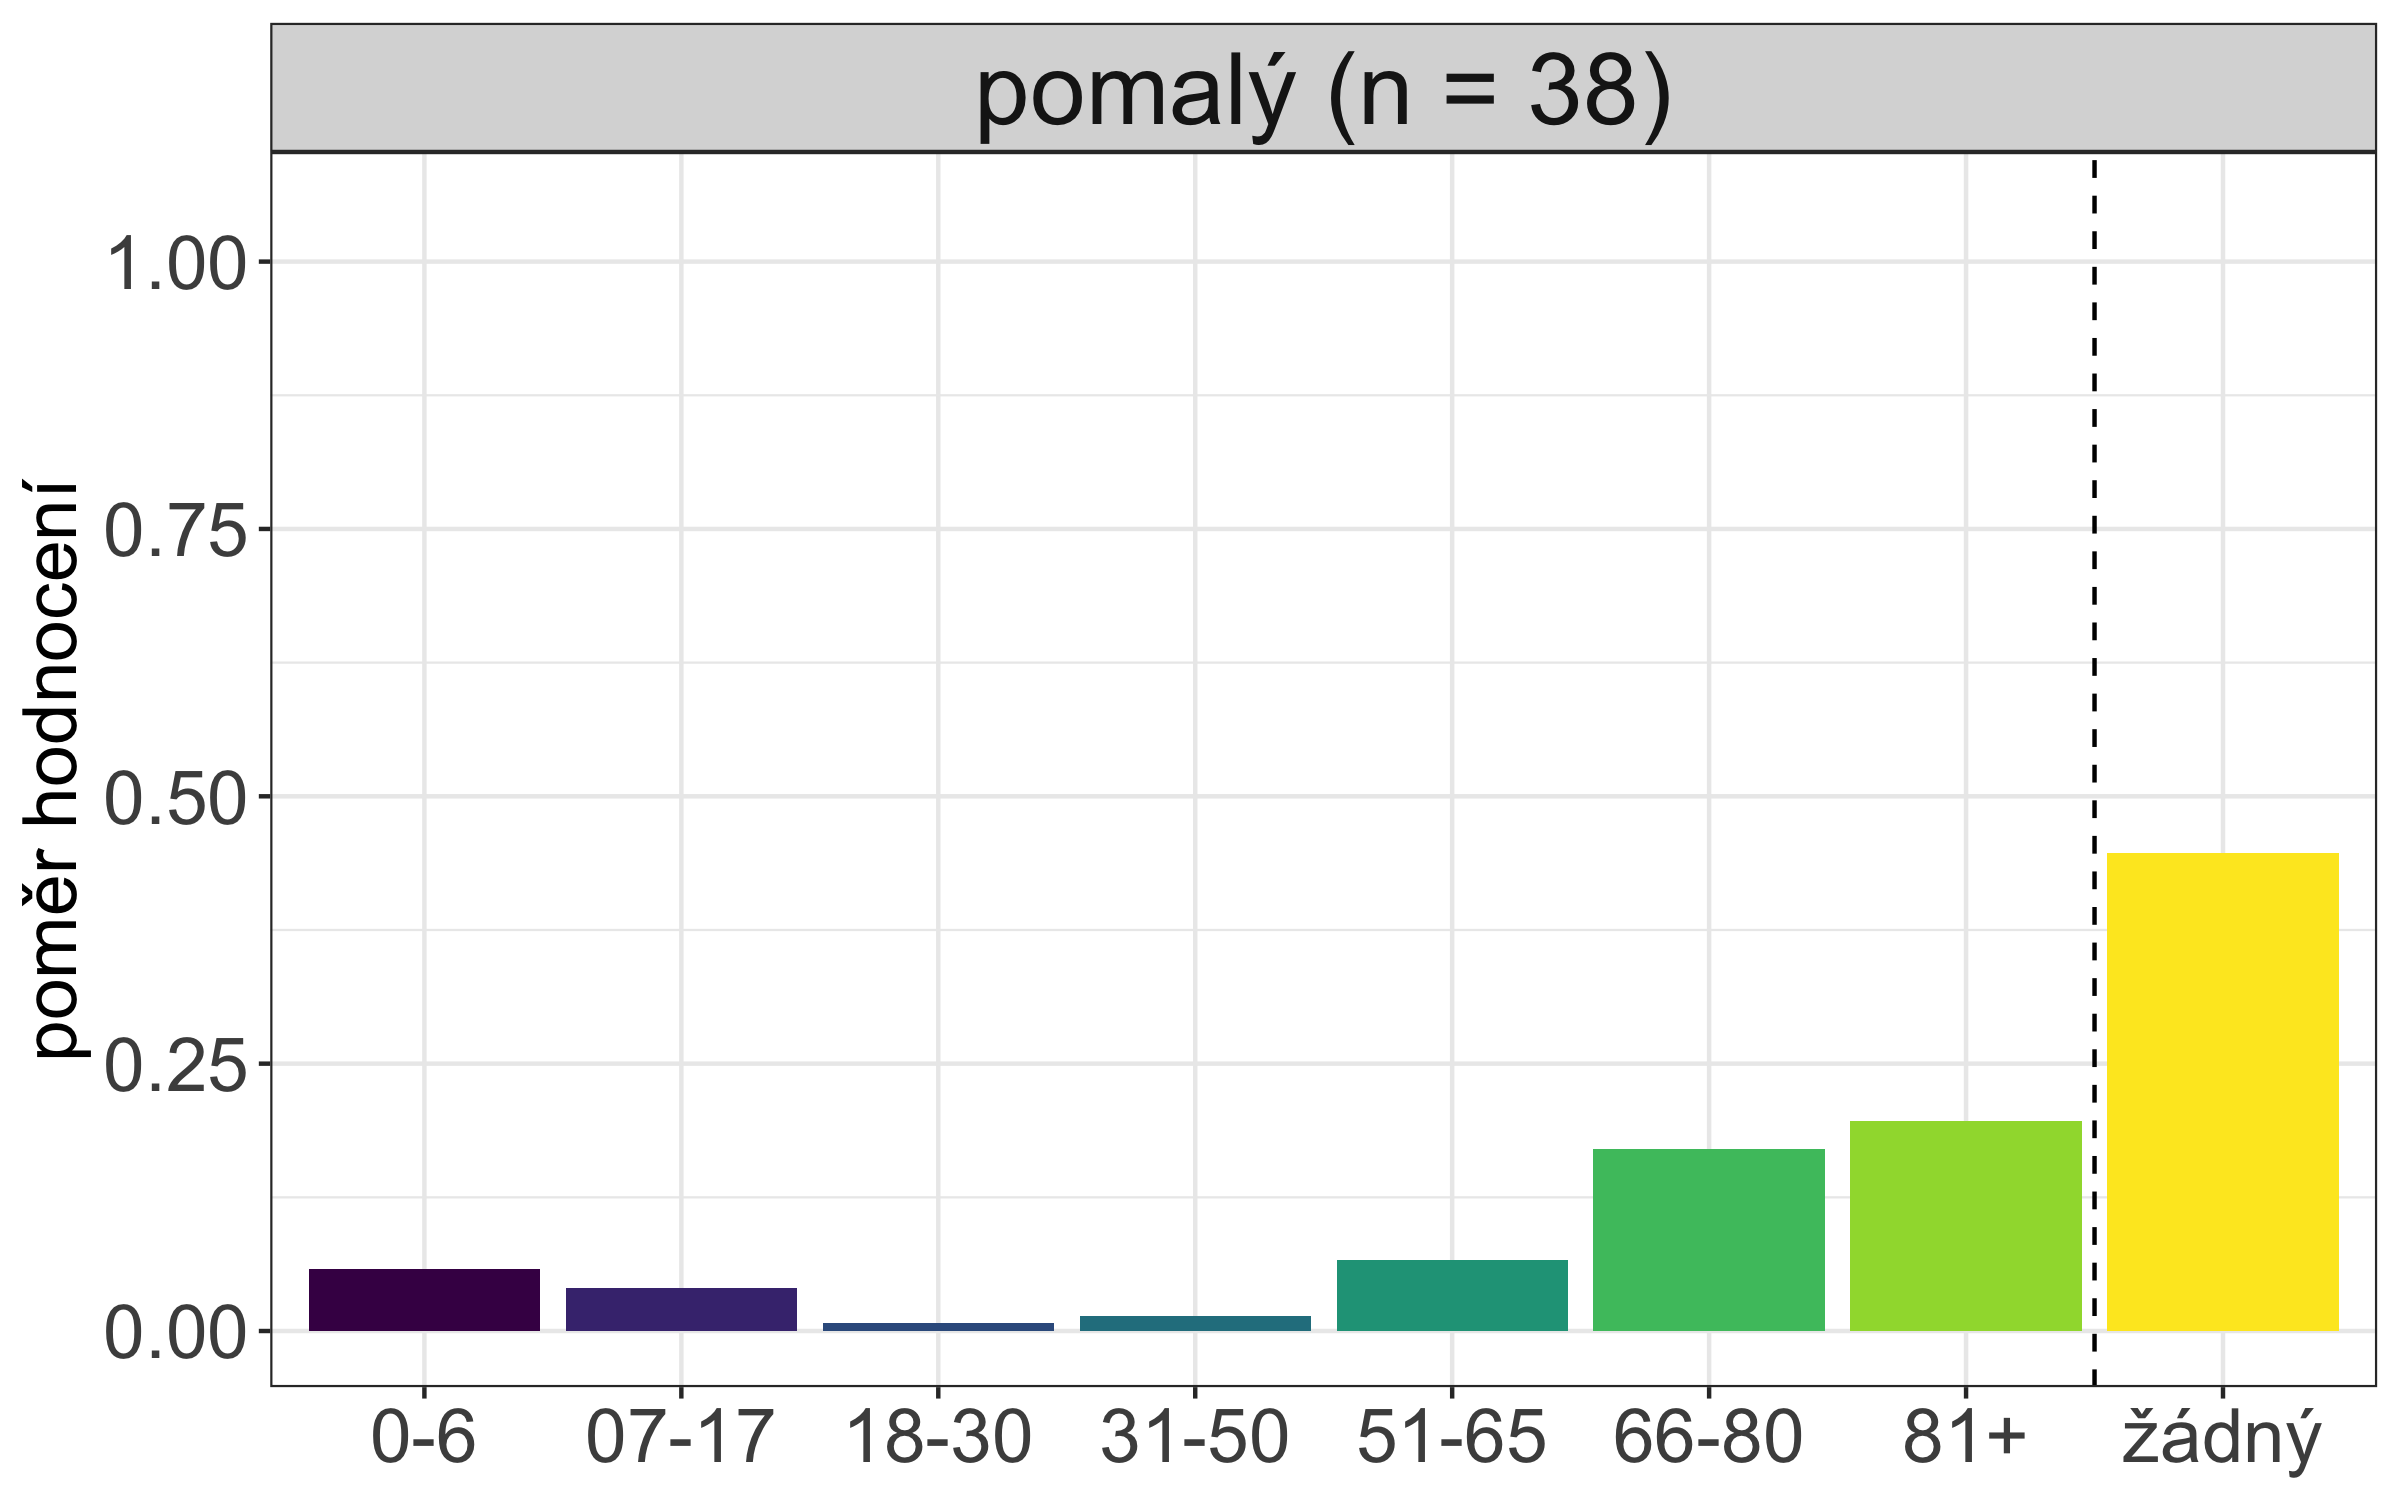 pomalý (n = 38)
poměr hodnocení
1.00
0.75
0.50
0.25
0.00
0-6 07-17 18-30 31-50 51-65 66-80 81+ žádný